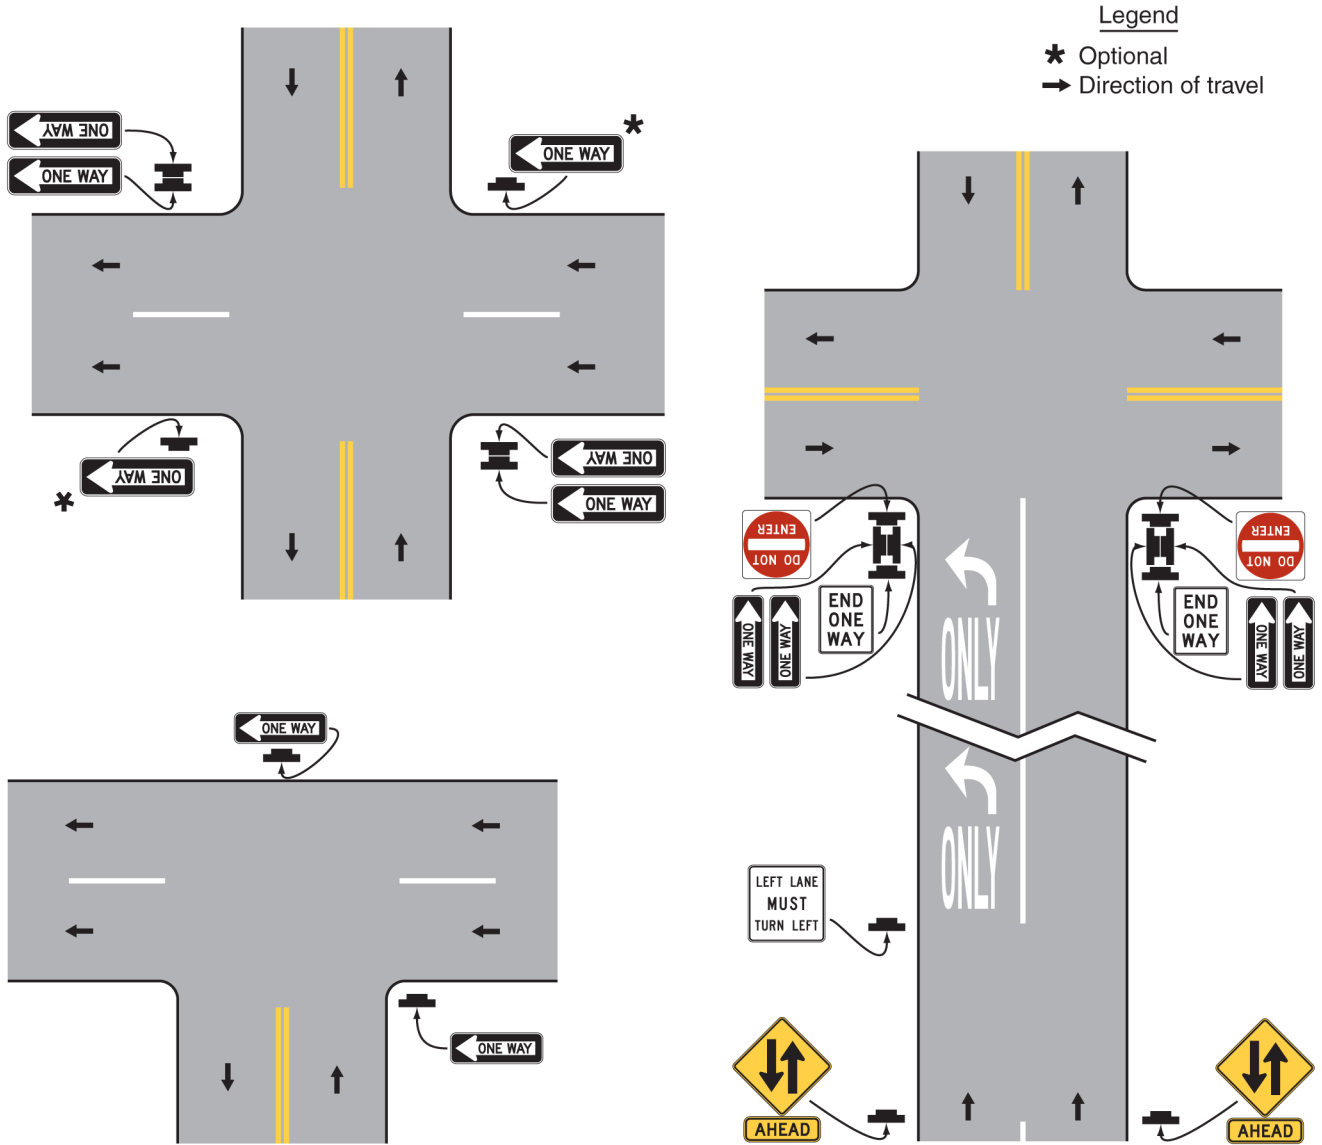 Legend
* Optional
Direction of travel
ONE WAY
ONE WAY
ONE WAY *
ONE WAY
*
ONE WAY
ONE WAY
DO NOT
ENTER
DO NOT
ENTER
ONE WAY
ONE WAY
END
ONE
WAY
END
ONE
WAY
ONE WAY
ONE WAY
ONLY
ONE WAY
ONLY
LEFT LANE
MUST
TURN LEFT
ONE WAY
AHEAD
AHEAD